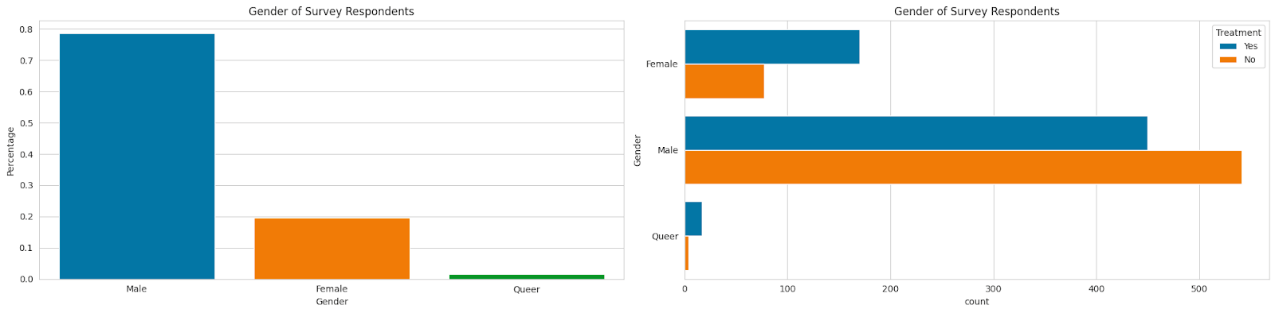 Gender of Survey Respondents
Percentage
0.8
0.7
0.6
0.5
0.4
0.3
0.2
0.1
0.0
Male Female Queer
Gender
Gender of Survey Respondents
Treatment
Yes
No
Gender
Female
Male
Queer
0 100 200 300 400 500
count